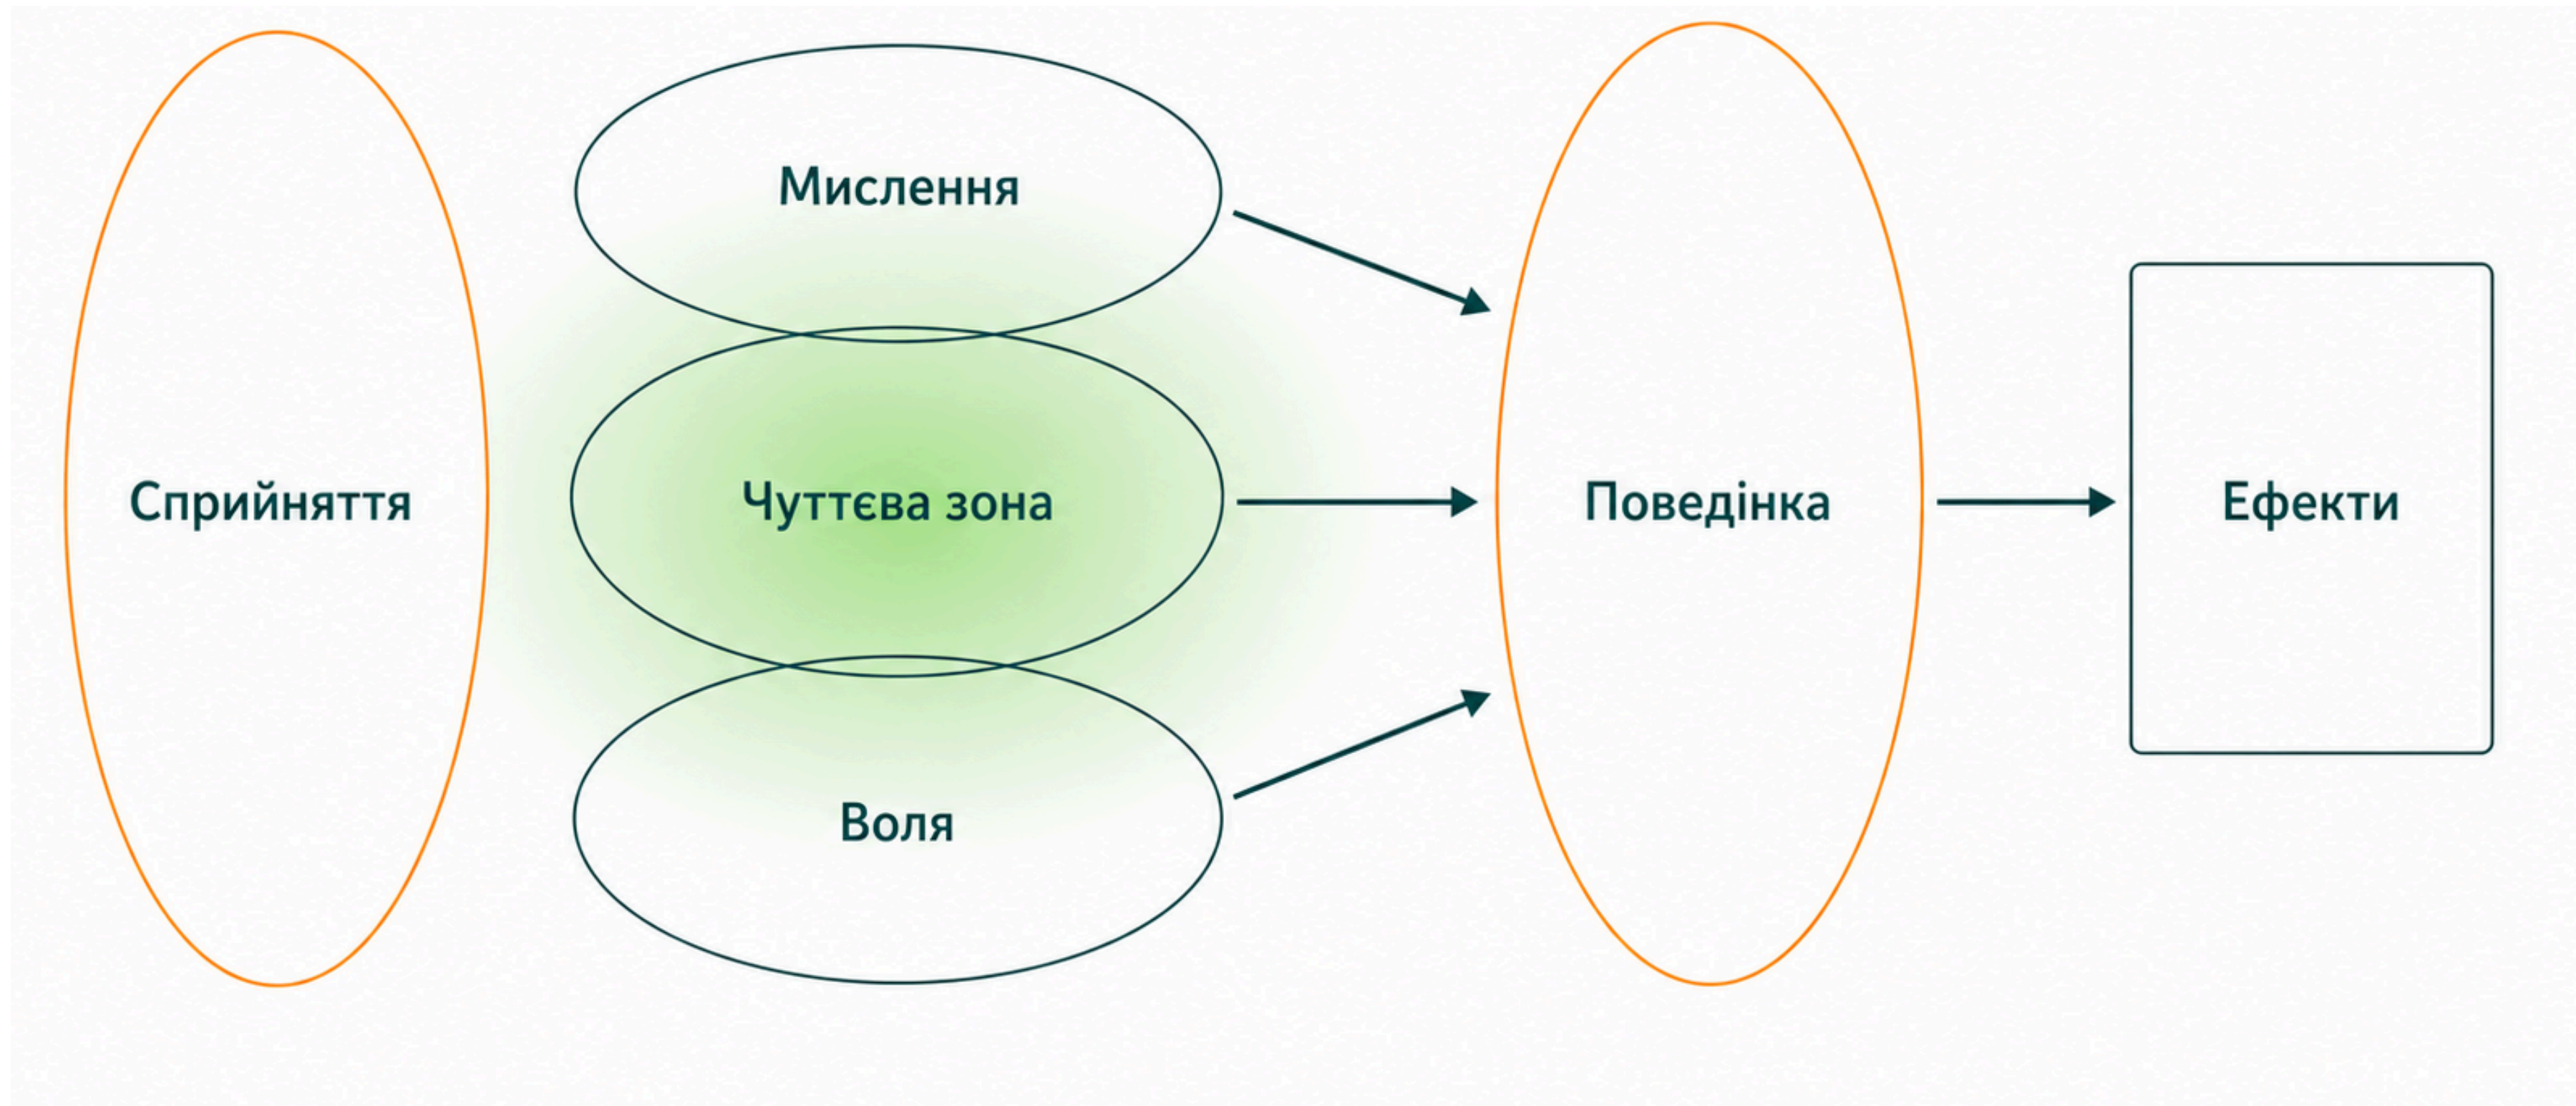 Сприйняття
Мислення
Чуттєва зона
Воля
Поведінка
Ефекти